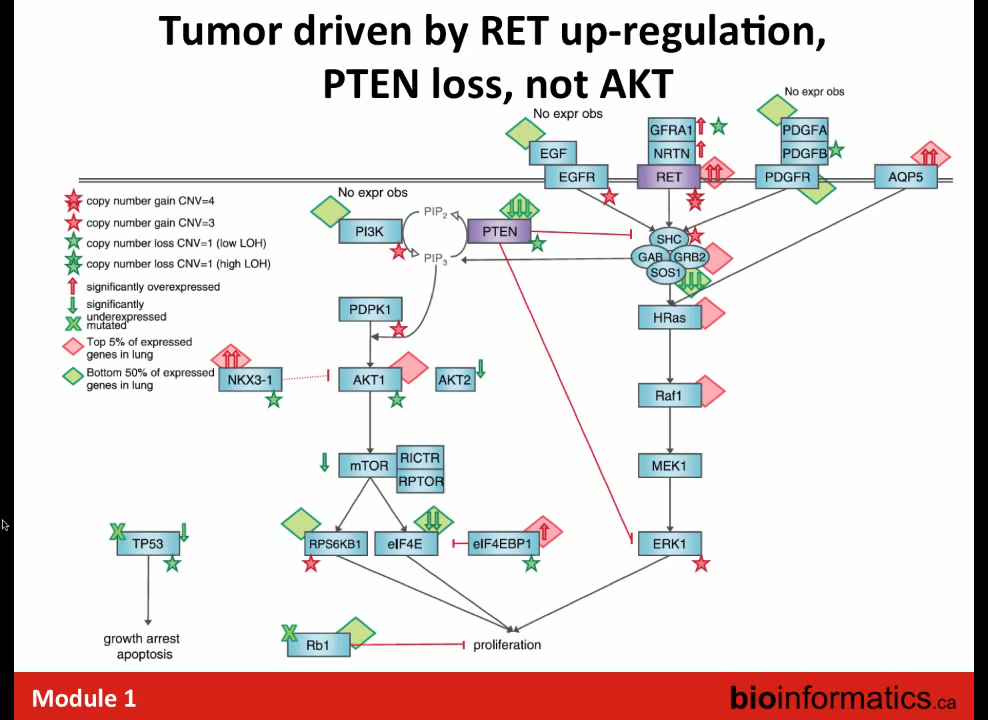 Tumor driven by RET up-regulation,
PTEN loss, not AKT
No expr obs
No expr obs
GFRA1
PDGFA
EGF
NRTN
PDGFB
EGFR
RET
PDGFR
AQP5
copy number gain CNV=4
copy number gain CNV=3
copy number loss CNV=1 (low LOH)
copy number loss CNV=1 (high LOH)
significantly overexpressed
significantly
underexpressed
mutated
Top 5% of expressed
genes in lung
Bottom 50% of expressed
genes in lung
No expr obs
PI3K
PIP2
PIP3
PTEN
SHC
GAB
GRB2
SOS1
PDPK1
HRas
NKX3-1
AKT1
AKT2
Raf1
mTOR
RICTR
RPTOR
MEK1
TP53
RPS6KB1
eIF4E
eIF4EBP1
ERK1
growth arrest
apoptosis
Rb1
proliferation
Module 1
bioinformatics.ca